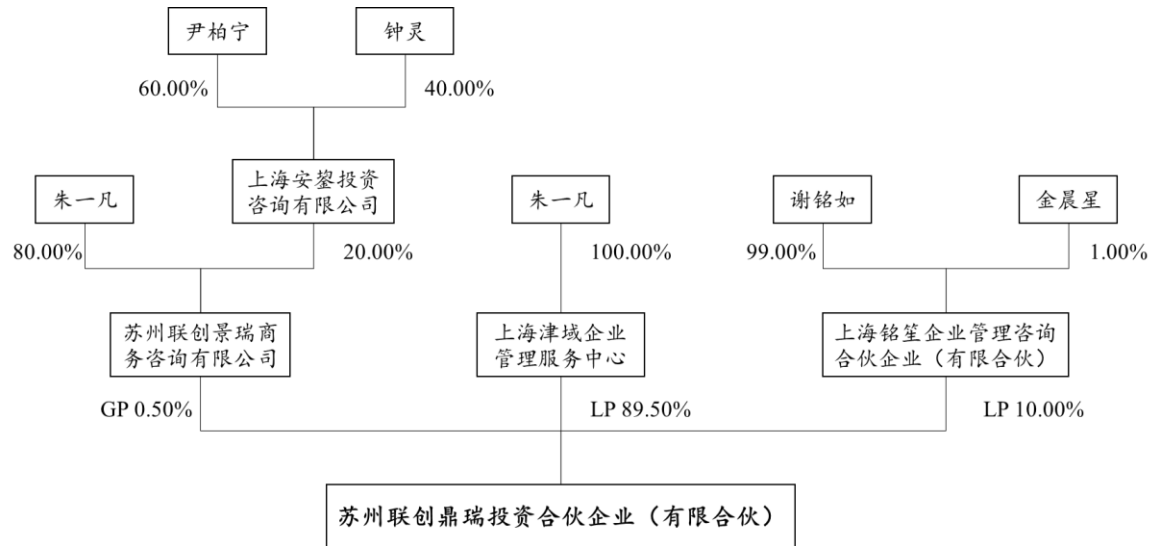 尹柏宁
钟灵
60.00%
40.00%
朱一凡
上海安鋆投资
咨询有限公司
朱一凡
谢铭如
金晨星
80.00%
20.00%
100.00%
99.00%
1.00%
苏州联创景瑞商
务咨询有限公司
上海津域企业
管理服务中心
上海铭笙企业管理咨询
合伙企业（有限合伙）
GP 0.50%
LP 89.50%
LP 10.00%
苏州联创鼎瑞投资合伙企业（有限合伙）